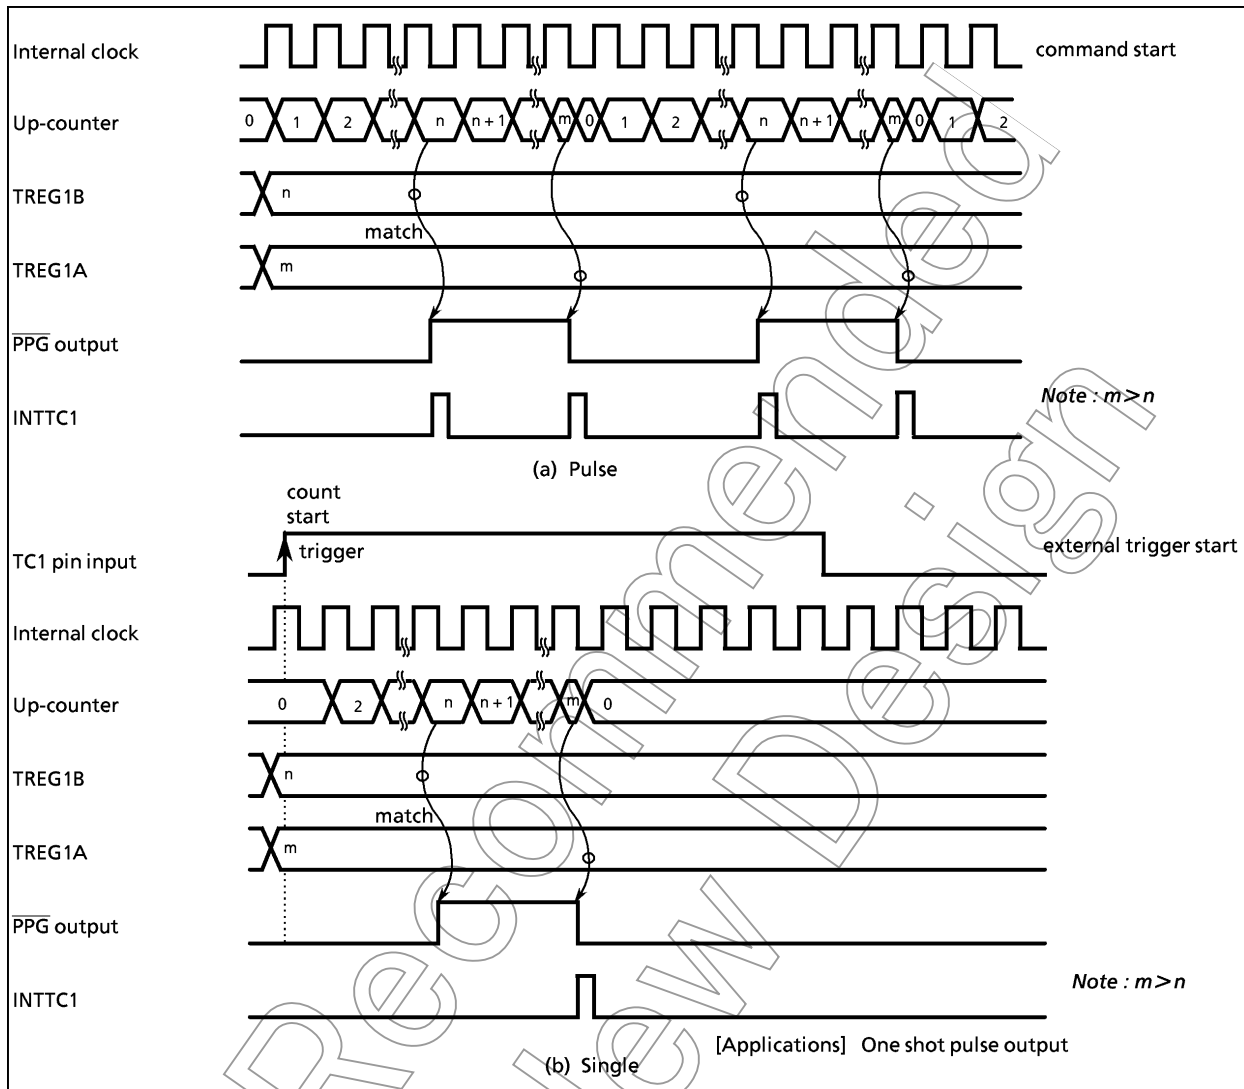 Internal clock
command start
Up-counter
0 1 2 n n+1 m 0 1 2 n n+1 m 0 1 2
TREG1B
n
match
TREG1A
m
PPG output
INTTC1
Note : m>n
(a) Pulse
count
start
trigger
TC1 pin input
external trigger start
Internal clock
Up-counter
0 2 n n+1 m 0
TREG1B
n
match
TREG1A
m
PPG output
INTTC1
Note : m>n
[Applications] One shot pulse output
(b) Single
Recommended
Design